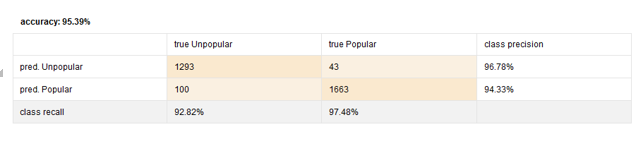 accuracy: 95.39%
true Unpopular true Popular class precision
pred. Unpopular 1293 43 96.78%
pred. Popular 100 1663 94.33%
class recall 92.82% 97.48%